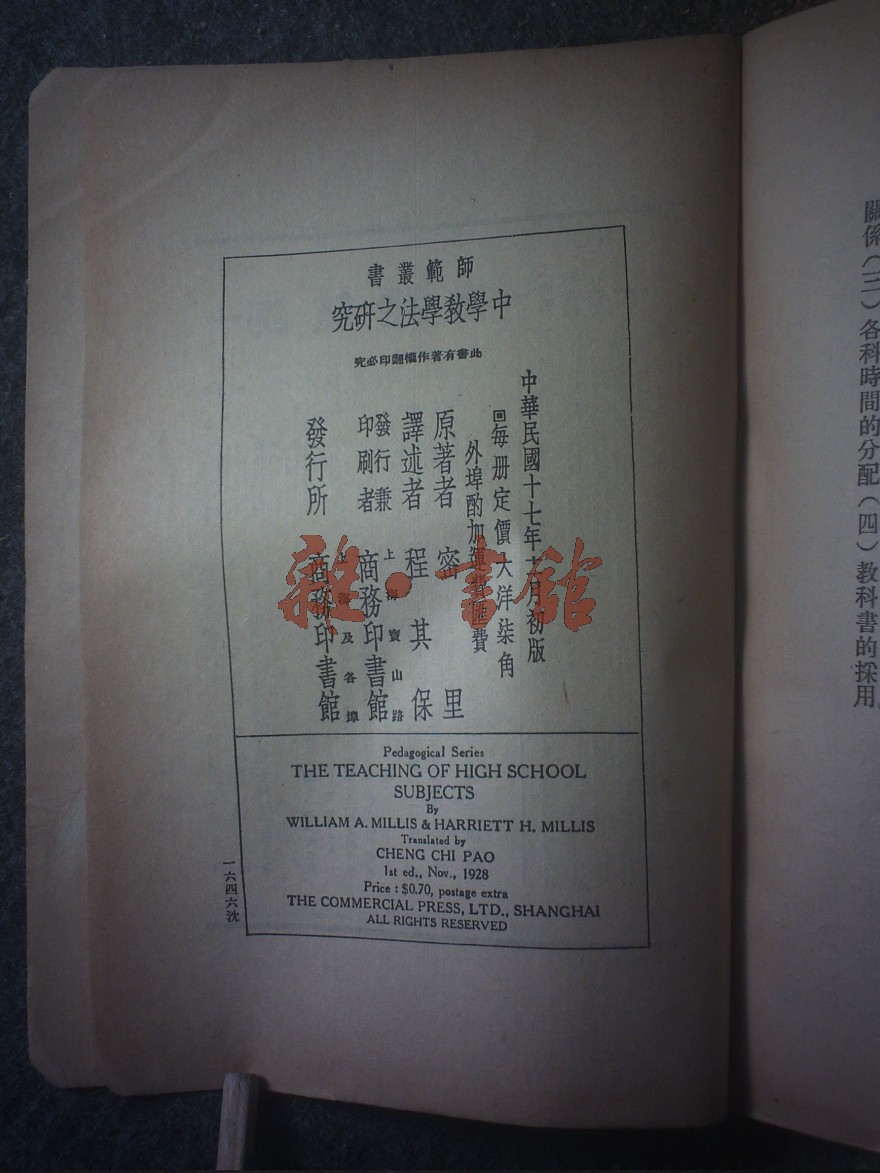 關係(三)各科時間的分配(四)教科書的採用。
師範叢書
中學教學法之研究
此書有著作權翻印必究
中華民國十七年十一月初版
回每册定價大洋柒角
外埠酌加運費匯費
原著者 密里
譯述者 程其保
發行兼
印刷者
上海寶山路
商務印書館
發行所
上海及各埠
商務印書館
Pedagogical Series
THE TEACHING OF HIGH SCHOOL
SUBJECTS
By
WILLIAM A. MILLIS & HARRIETT H. MILLIS
Translated by
CHENG CHI PAO
1st ed., Nov., 1928
Price : $0.70, postage extra
THE COMMERCIAL PRESS, LTD., SHANGHAI
ALL RIGHTS RESERVED
一六四六沈
雜·書館